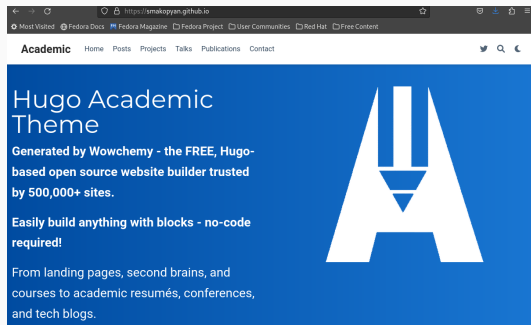 https://smakopyan.github.io
Most Visited Fedora Docs Fedora Magazine Fedora Project User Communities Red Hat Free Content
Academic Home Posts Projects Talks Publications Contact
Hugo Academic
Theme
Generated by Wowchemy - the FREE, Hugo-
based open source website builder trusted
by 500,000+ sites.
Easily build anything with blocks - no-code
required!
From landing pages, second brains, and
courses to academic resumés, conferences,
and tech blogs.